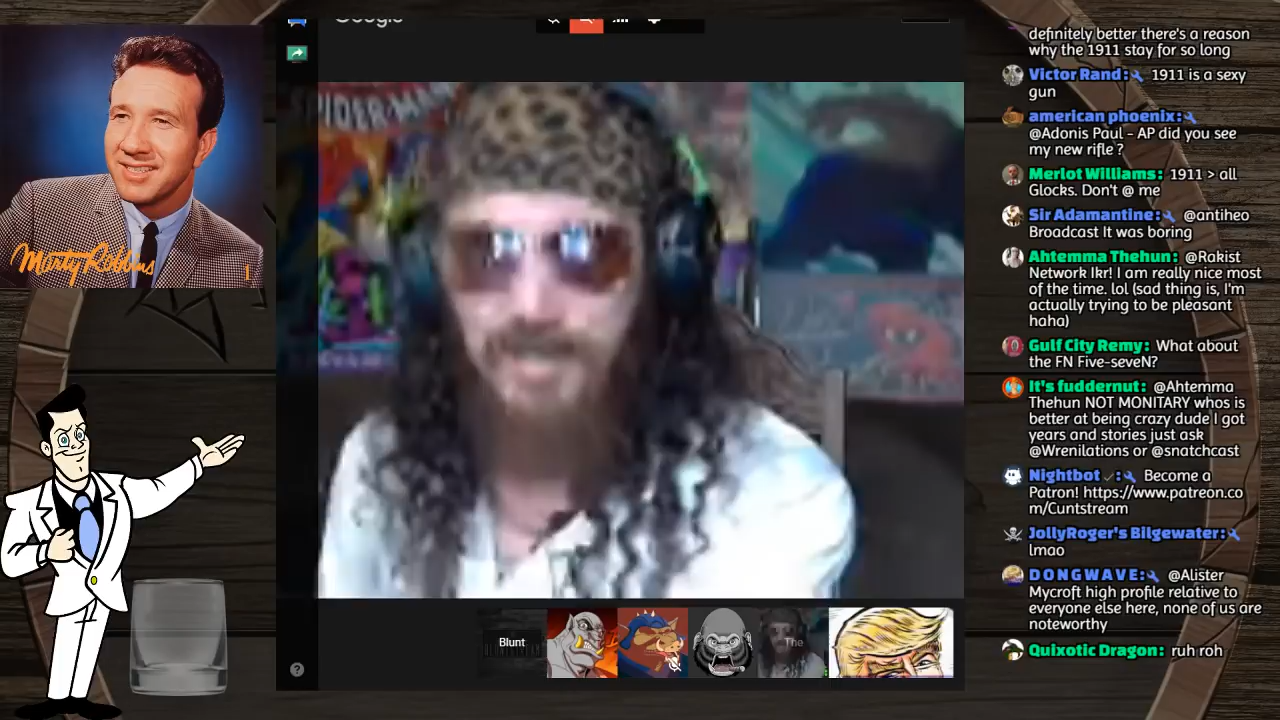 Google
SPIDER-MAN
Marty Robbins
definitely better there's a reason
why the 1911 stay for so long
Victor Rand: 1911 is a sexy
gun
american phoenix:
@Adonis Paul - AP did you see
my new rifle ?
Merlot Williams: 1911 > all
Glocks. Don't @ me
Sir Adamantine: @antiheo
Broadcast It was boring
Ahtemma Thehun: @Rakist
Network Ikr! I am really nice most
of the time. lol (sad thing is, I'm
actually trying to be pleasant
haha)
Gulf City Remy: What about
the FN Five-seveN?
It's fuddernut: @Ahtemma
Thehun NOT MONITARY whos is
better at being crazy dude I got
years and stories just ask
@Wrenilations or @snatchcast
Nightbot ✓: Become a
Patron! https://www.patreon.co
m/Cuntstream
JollyRoger's Bilgewater:
lmao
DONGWAVE: @Alister
Mycroft high profile relative to
everyone else here, none of us are
noteworthy
Quixotic Dragon: ruh roh
Blunt
The